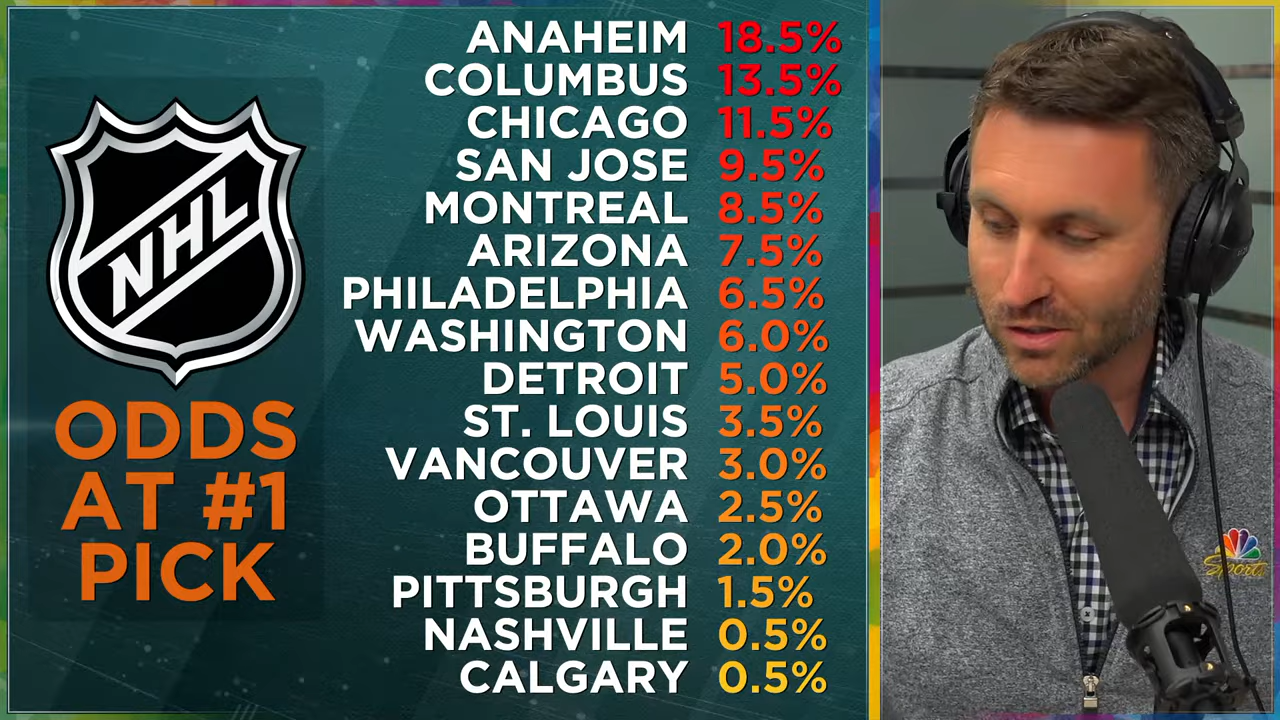 NHL
ODDS
AT #1
PICK
ANAHEIM 18.5%
COLUMBUS 13.5%
CHICAGO 11.5%
SAN JOSE 9.5%
MONTREAL 8.5%
ARIZONA 7.5%
PHILADELPHIA 6.5%
WASHINGTON 6.0%
DETROIT 5.0%
ST. LOUIS 3.5%
VANCOUVER 3.0%
OTTAWA 2.5%
BUFFALO 2.0%
PITTSBURGH 1.5%
NASHVILLE 0.5%
CALGARY 0.5%
Sports